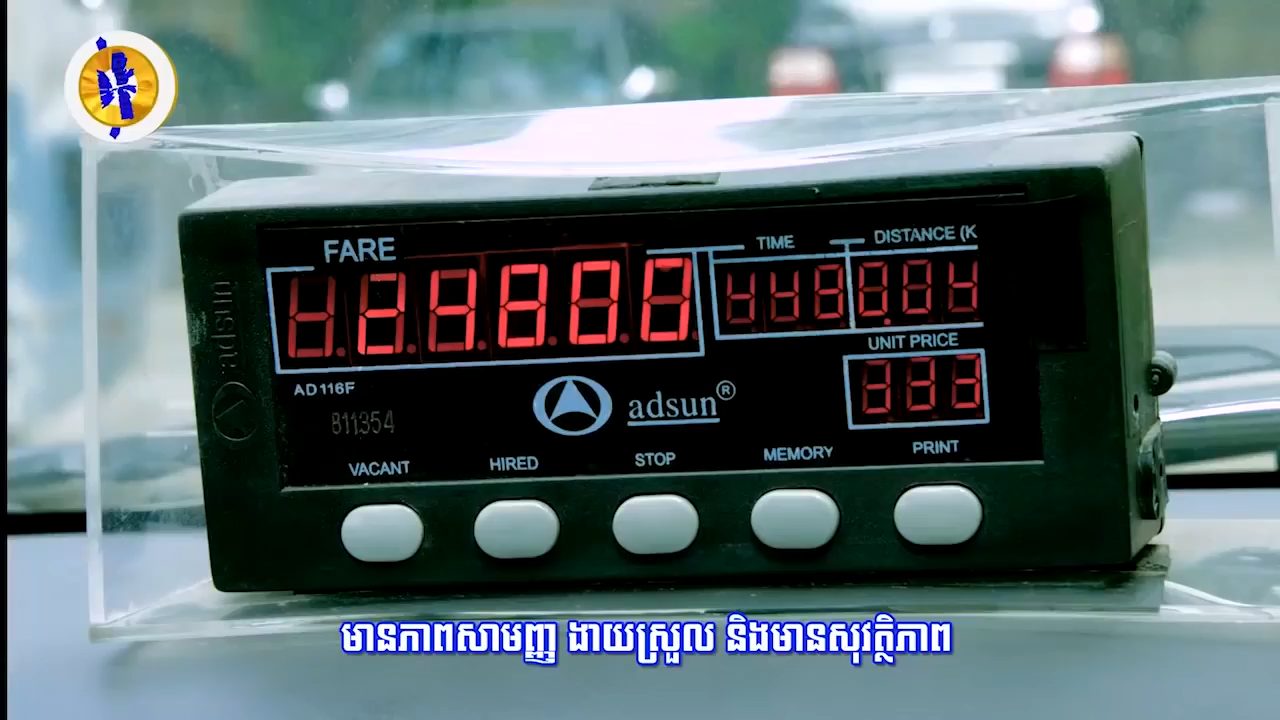 FARE
TIME
DISTANCE (K
UNIT PRICE
adsun
AD116F
811354
adsun®
VACANT
HIRED
STOP
MEMORY
PRINT
មានភាពសាមញ្ញ ងាយស្រួល និងមានសុវត្ថិភាព